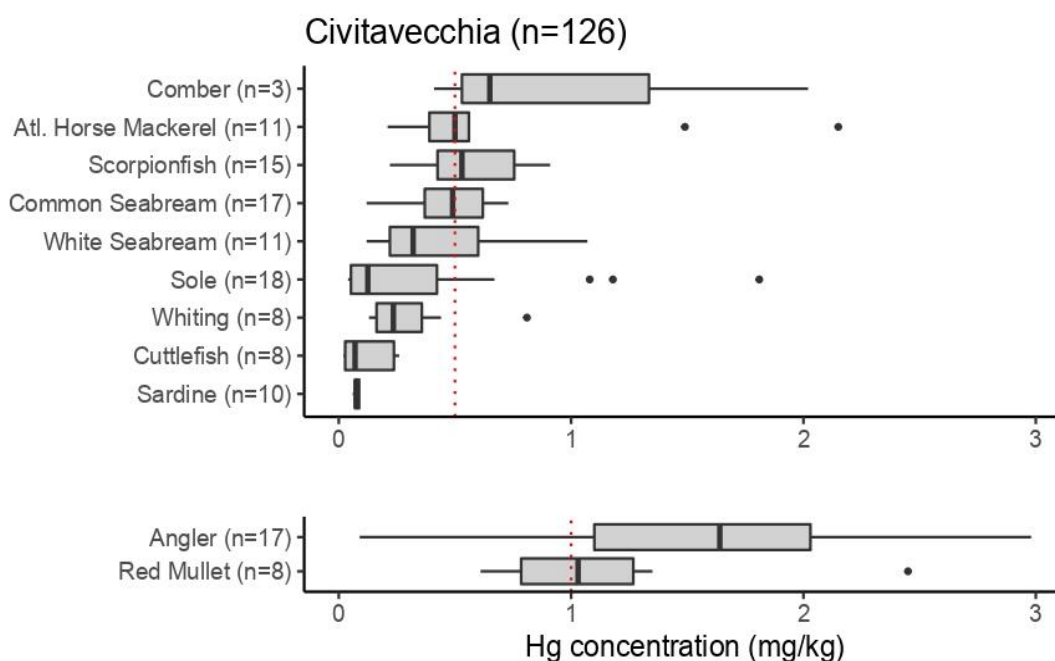 Civitavecchia (n=126)
Comber (n=3)
Atl. Horse Mackerel (n=11)
Scorpionfish (n=15)
Common Seabream (n=17)
White Seabream (n=11)
Sole (n=18)
Whiting (n=8)
Cuttlefish (n=8)
Sardine (n=10)
0 1 2 3
Angler (n=17)
Red Mullet (n=8)
0 1 2 3
Hg concentration (mg/kg)